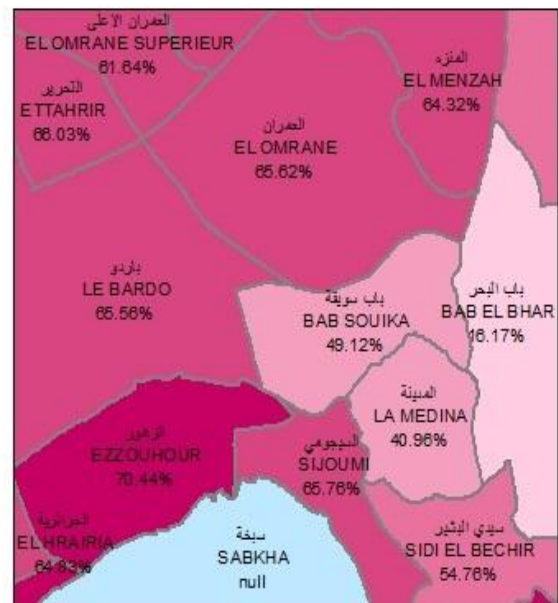 العمران الأعلى
EL OMRANE SUPERIEUR
61.64%
المنزه
EL MENZAH
64.32%
التحرير
ETTAHRIR
66.03%
العمران
EL OMRANE
65.62%
باردو
LE BARDO
65.56%
باب سويقة
BAB SOUIKA
49.12%
باب البحر
BAB EL BHAR
16.17%
المدينة
LA MEDINA
40.96%
الزهور
EZZOUHOUR
70.44%
السيجومي
SIJOUMI
65.76%
الحرائرية
EL HRAIRIA
64.83%
سبخة
SABKHA
null
سيدي البشير
SIDI EL BECHIR
54.76%